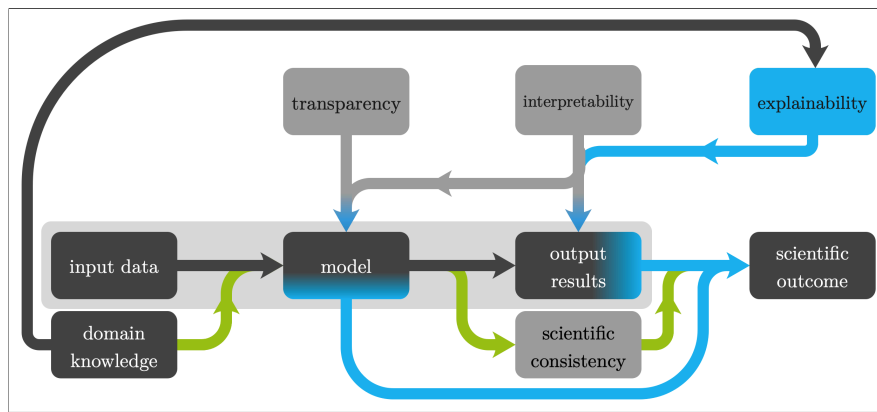 transparency
interpretability
explainability
input data
model
output
results
scientific
outcome
domain
knowledge
scientific
consistency